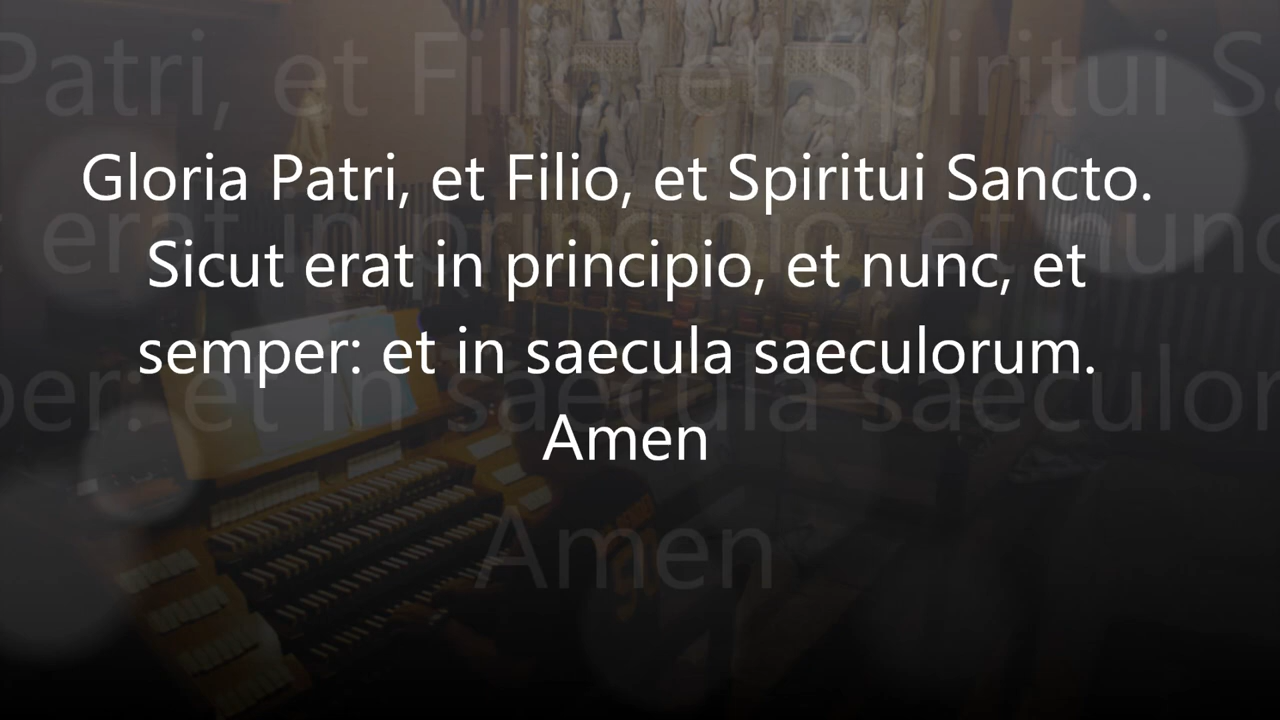 Gloria Patri, et Filio, et Spiritui Sancto.
Sicut erat in principio, et nunc, et
semper: et in saecula saeculorum.
Amen